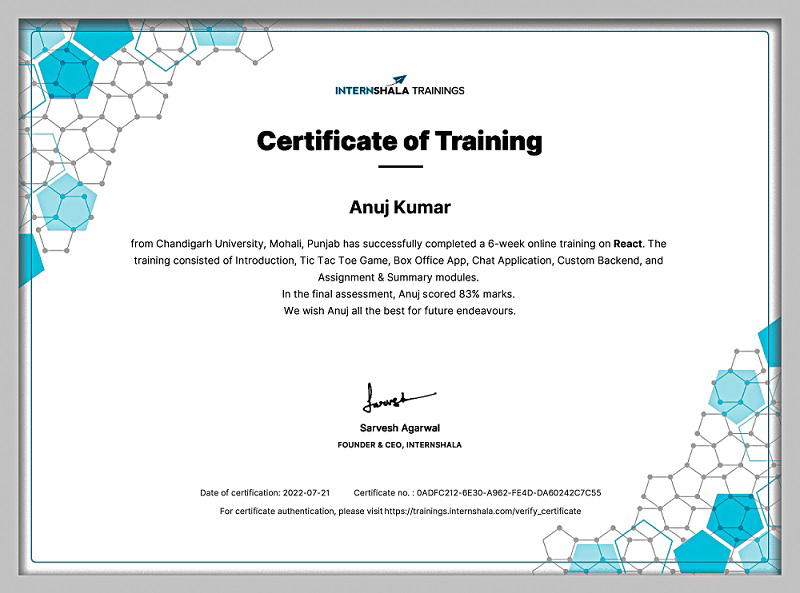 INTERNSHALA TRAININGS
Certificate of Training
Anuj Kumar
from Chandigarh University, Mohali, Punjab has successfully completed a 6-week online training on React. The
training consisted of Introduction, Tic Tac Toe Game, Box Office App, Chat Application, Custom Backend, and
Assignment & Summary modules.
In the final assessment, Anuj scored 83% marks.
We wish Anuj all the best for future endeavours.
Sarvesh
Sarvesh Agarwal
FOUNDER & CEO, INTERNSHALA
Date of certification: 2022-07-21 Certificate no. : 0ADFC212-6E30-A962-FE4D-DA60242C7C55
For certificate authentication, please visit https://trainings.internshala.com/verify_certificate